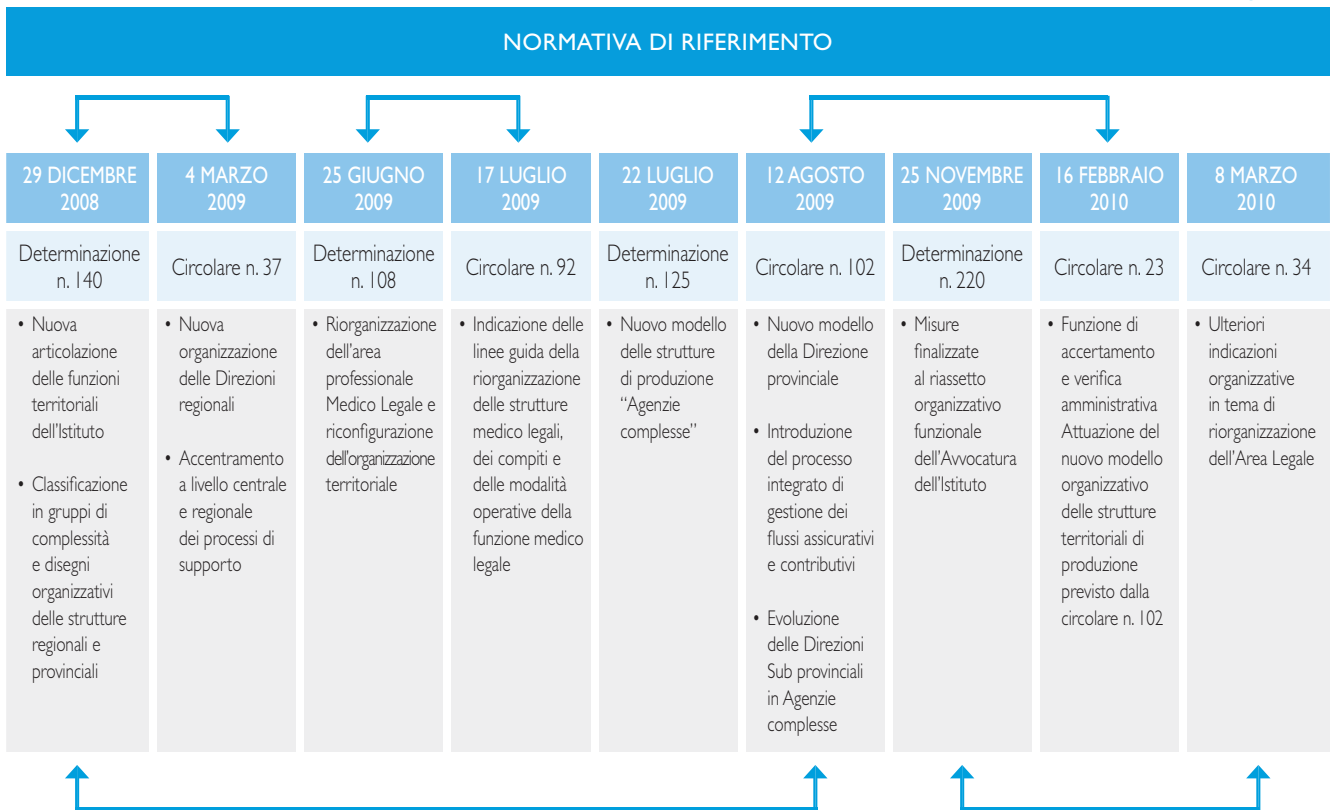 NORMATIVA DI RIFERIMENTO
29 DICEMBRE
2008
Determinazione
n. 140
• Nuova
articolazione
delle funzioni
territoriali
dell'Istituto
• Classificazione
in gruppi di
complessità
e disegni
organizzativi
delle strutture
regionali e
provinciali
4 MARZO
2009
Circolare n. 37
• Nuova
organizzazione
delle Direzioni
regionali
• Accentramento
a livello centrale
e regionale
dei processi di
supporto
25 GIUGNO
2009
Determinazione
n. 108
• Riorganizzazione
dell'area
professionale
Medico Legale e
riconfigurazione
dell'organizzazione
territoriale
17 LUGLIO
2009
Circolare n. 92
• Indicazione delle
linee guida della
riorganizzazione
delle strutture
medico legali,
dei compiti e
delle modalità
operative della
funzione medico
legale
22 LUGLIO
2009
Determinazione
n. 125
• Nuovo modello
delle strutture
di produzione
“Agenzie
complesse”
12 AGOSTO
2009
Circolare n. 102
• Nuovo modello
della Direzione
provinciale
• Introduzione
del processo
integrato di
gestione dei
flussi assicurativi
e contributivi
• Evoluzione
delle Direzioni
Sub provinciali
in Agenzie
complesse
25 NOVEMBRE
2009
Determinazione
n. 220
• Misure
finalizzate
al riassetto
organizzativo
funzionale
dell'Avvocatura
dell'Istituto
16 FEBBRAIO
2010
Circolare n. 23
• Funzione di
accertamento
e verifica
amministrativa
Attuazione del
nuovo modello
organizzativo
delle strutture
territoriali di
produzione
previsto dalla
circolare n. 102
8 MARZO
2010
Circolare n. 34
• Ulteriori
indicazioni
organizzative
in tema di
riorganizzazione
dell'Area Legale